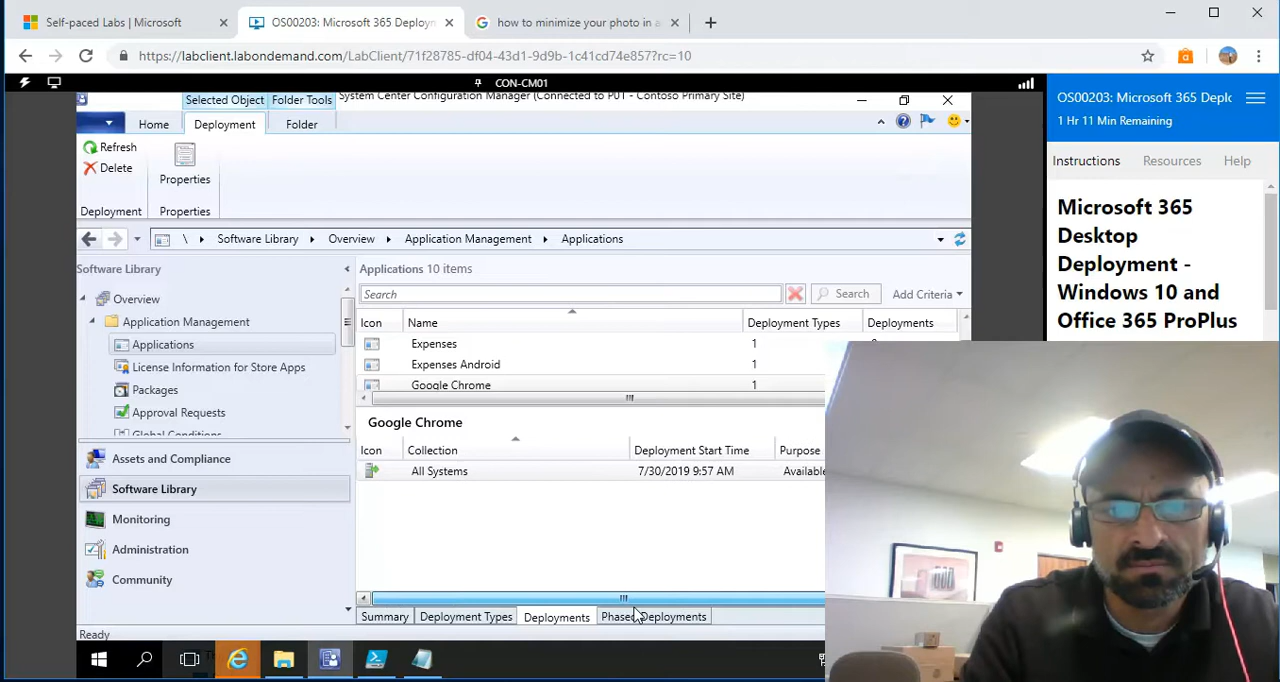 Self-paced Labs | Microsoft
OS00203: Microsoft 365 Deploym
how to minimize your photo in a
https://labclient.labondemand.com/LabClient/71f28785-df04-43d1-9d9b-1c41cd74e857?rc=10
CON-CM01
OS00203: Microsoft 365 Deplc
1 Hr 11 Min Remaining
Instructions Resources Help
Microsoft 365
Desktop
Deployment -
Windows 10 and
Office 365 ProPlus
Selected Object Folder Tools System Center Configuration Manager (Connected to P01 - Contoso Primary Site)
Home Deployment Folder
Refresh
Delete
Properties
Deployment Properties
\ Software Library Overview Application Management Applications
Software Library
Overview
Application Management
Applications
License Information for Store Apps
Packages
Approval Requests
Global Conditions
Assets and Compliance
Software Library
Monitoring
Administration
Community
Applications 10 items
Search Search Add Criteria
Icon Name Deployment Types Deployments
Expenses 1
Expenses Android 1
Google Chrome 1
Google Chrome
Icon Collection Deployment Start Time Purpose
All Systems 7/30/2019 9:57 AM Available
Summary Deployment Types Deployments Phased Deployments
Ready